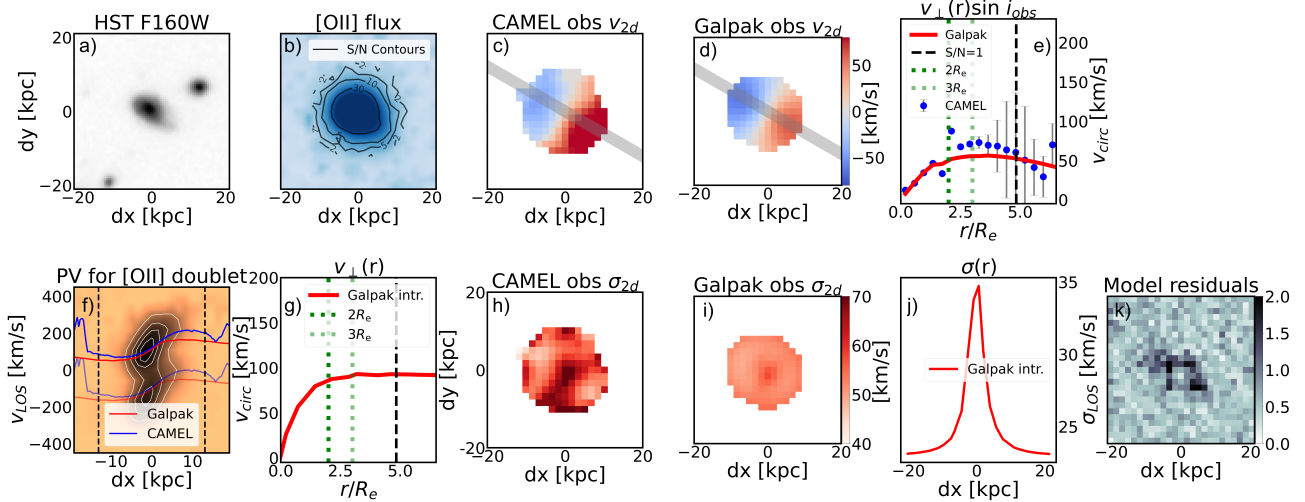 HST F160W
a)
dy [kpc]
20
0
−20
−20 0 20
dx [kpc]
[OII] flux
b)
S/N Contours
−20 0 20
dx [kpc]
CAMEL obs v2d
c)
−20 0 20
dx [kpc]
Galpak obs v2d
d)
−20 0 20
dx [kpc]
50
0
−50
[km/s]
v⊥(r)sin iobs
e)
Galpak
S/N=1
2Re
3Re
CAMEL
200
150
100
50
0
vcirc [km/s]
0.0 2.5 5.0
r/Re
PV for [OII] doublet
f)
vLOS [km/s]
400
200
0
−200
−400
Galpak
CAMEL
−20 0 20
dx [kpc]
v⊥(r)
g)
Galpak intr.
2Re
3Re
200
150
100
50
0
vcirc [km/s]
0.0 2.5 5.0
r/Re
CAMEL obs σ2d
h)
dy [kpc]
20
0
−20
−20 0 20
dx [kpc]
Galpak obs σ2d
i)
−20 0 20
dx [kpc]
70
60
50
40
[km/s]
σ(r)
j)
Galpak intr.
35
30
25
σLOS [km/s]
−20 0 20
dx [kpc]
Model residuals
k)
2.0
1.5
1.0
0.5
0.0
dx [kpc]